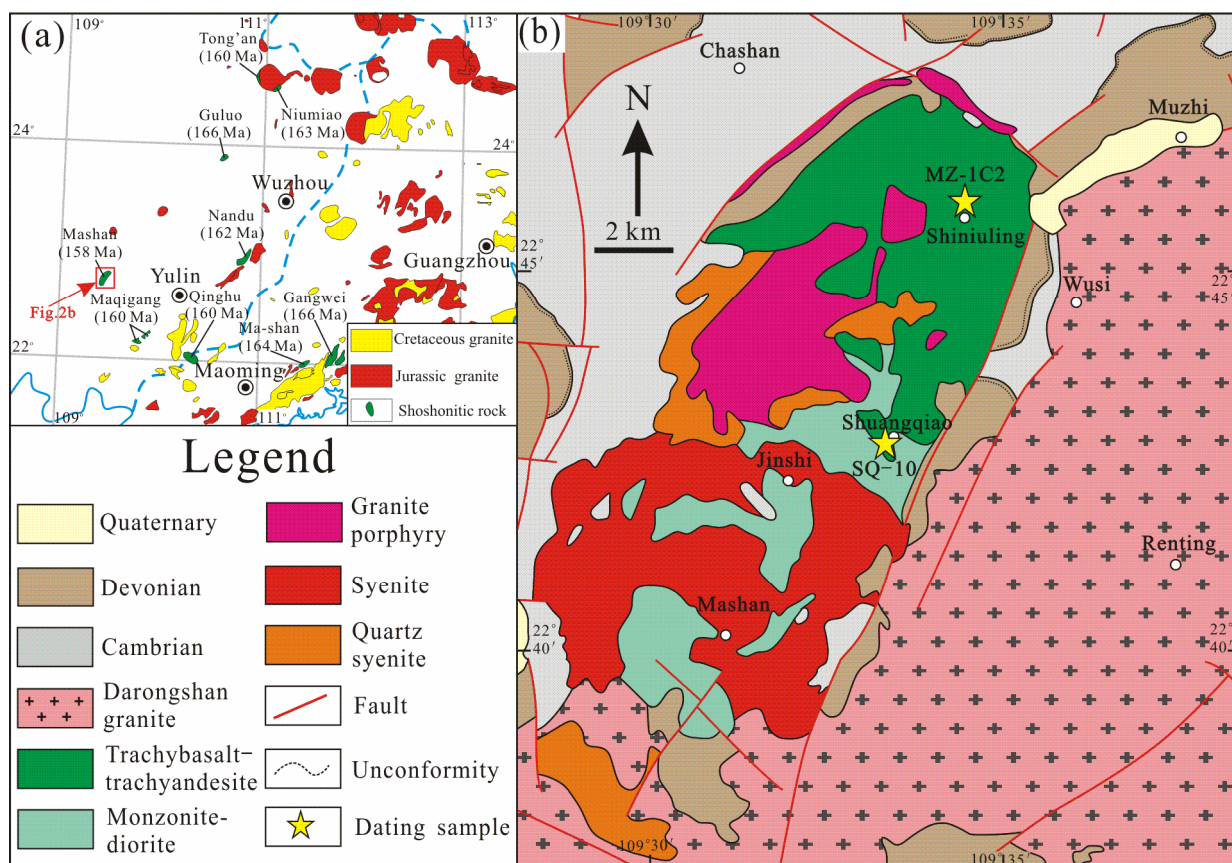 (a)
109°
111°
113°
Tong'an
(160 Ma)
Niumiao
(163 Ma)
Guluo
(166 Ma)
24°
24°
Wuzhou
Nandu
(162 Ma)
Mashan
(158 Ma)
Guangzhou
Yulin
Fig.2b
Maqigang
(160 Ma)
Qinghu
(160 Ma)
Gangwei
(166 Ma)
Ma-shan
(164 Ma)
22°
Maoming
109°
111°
Cretaceous granite
Jurassic granite
Shoshonitic rock
Legend
Quaternary
Devonian
Cambrian
Darongshan
granite
Trachybasalt-
trachyandesite
Monzonite-
diorite
Granite
porphyry
Syenite
Quartz
syenite
Fault
Unconformity
Dating sample
(b)
109°30′
109°35′
Chashan
N
2 km
Muzhi
MZ-1C2
Shiniuling
22°
45′
Wusi
22°
45′
Shuangqiao
SQ-10
Jinshi
Renting
Mashan
22°
40′
22°
40′
109°30′
109°35′